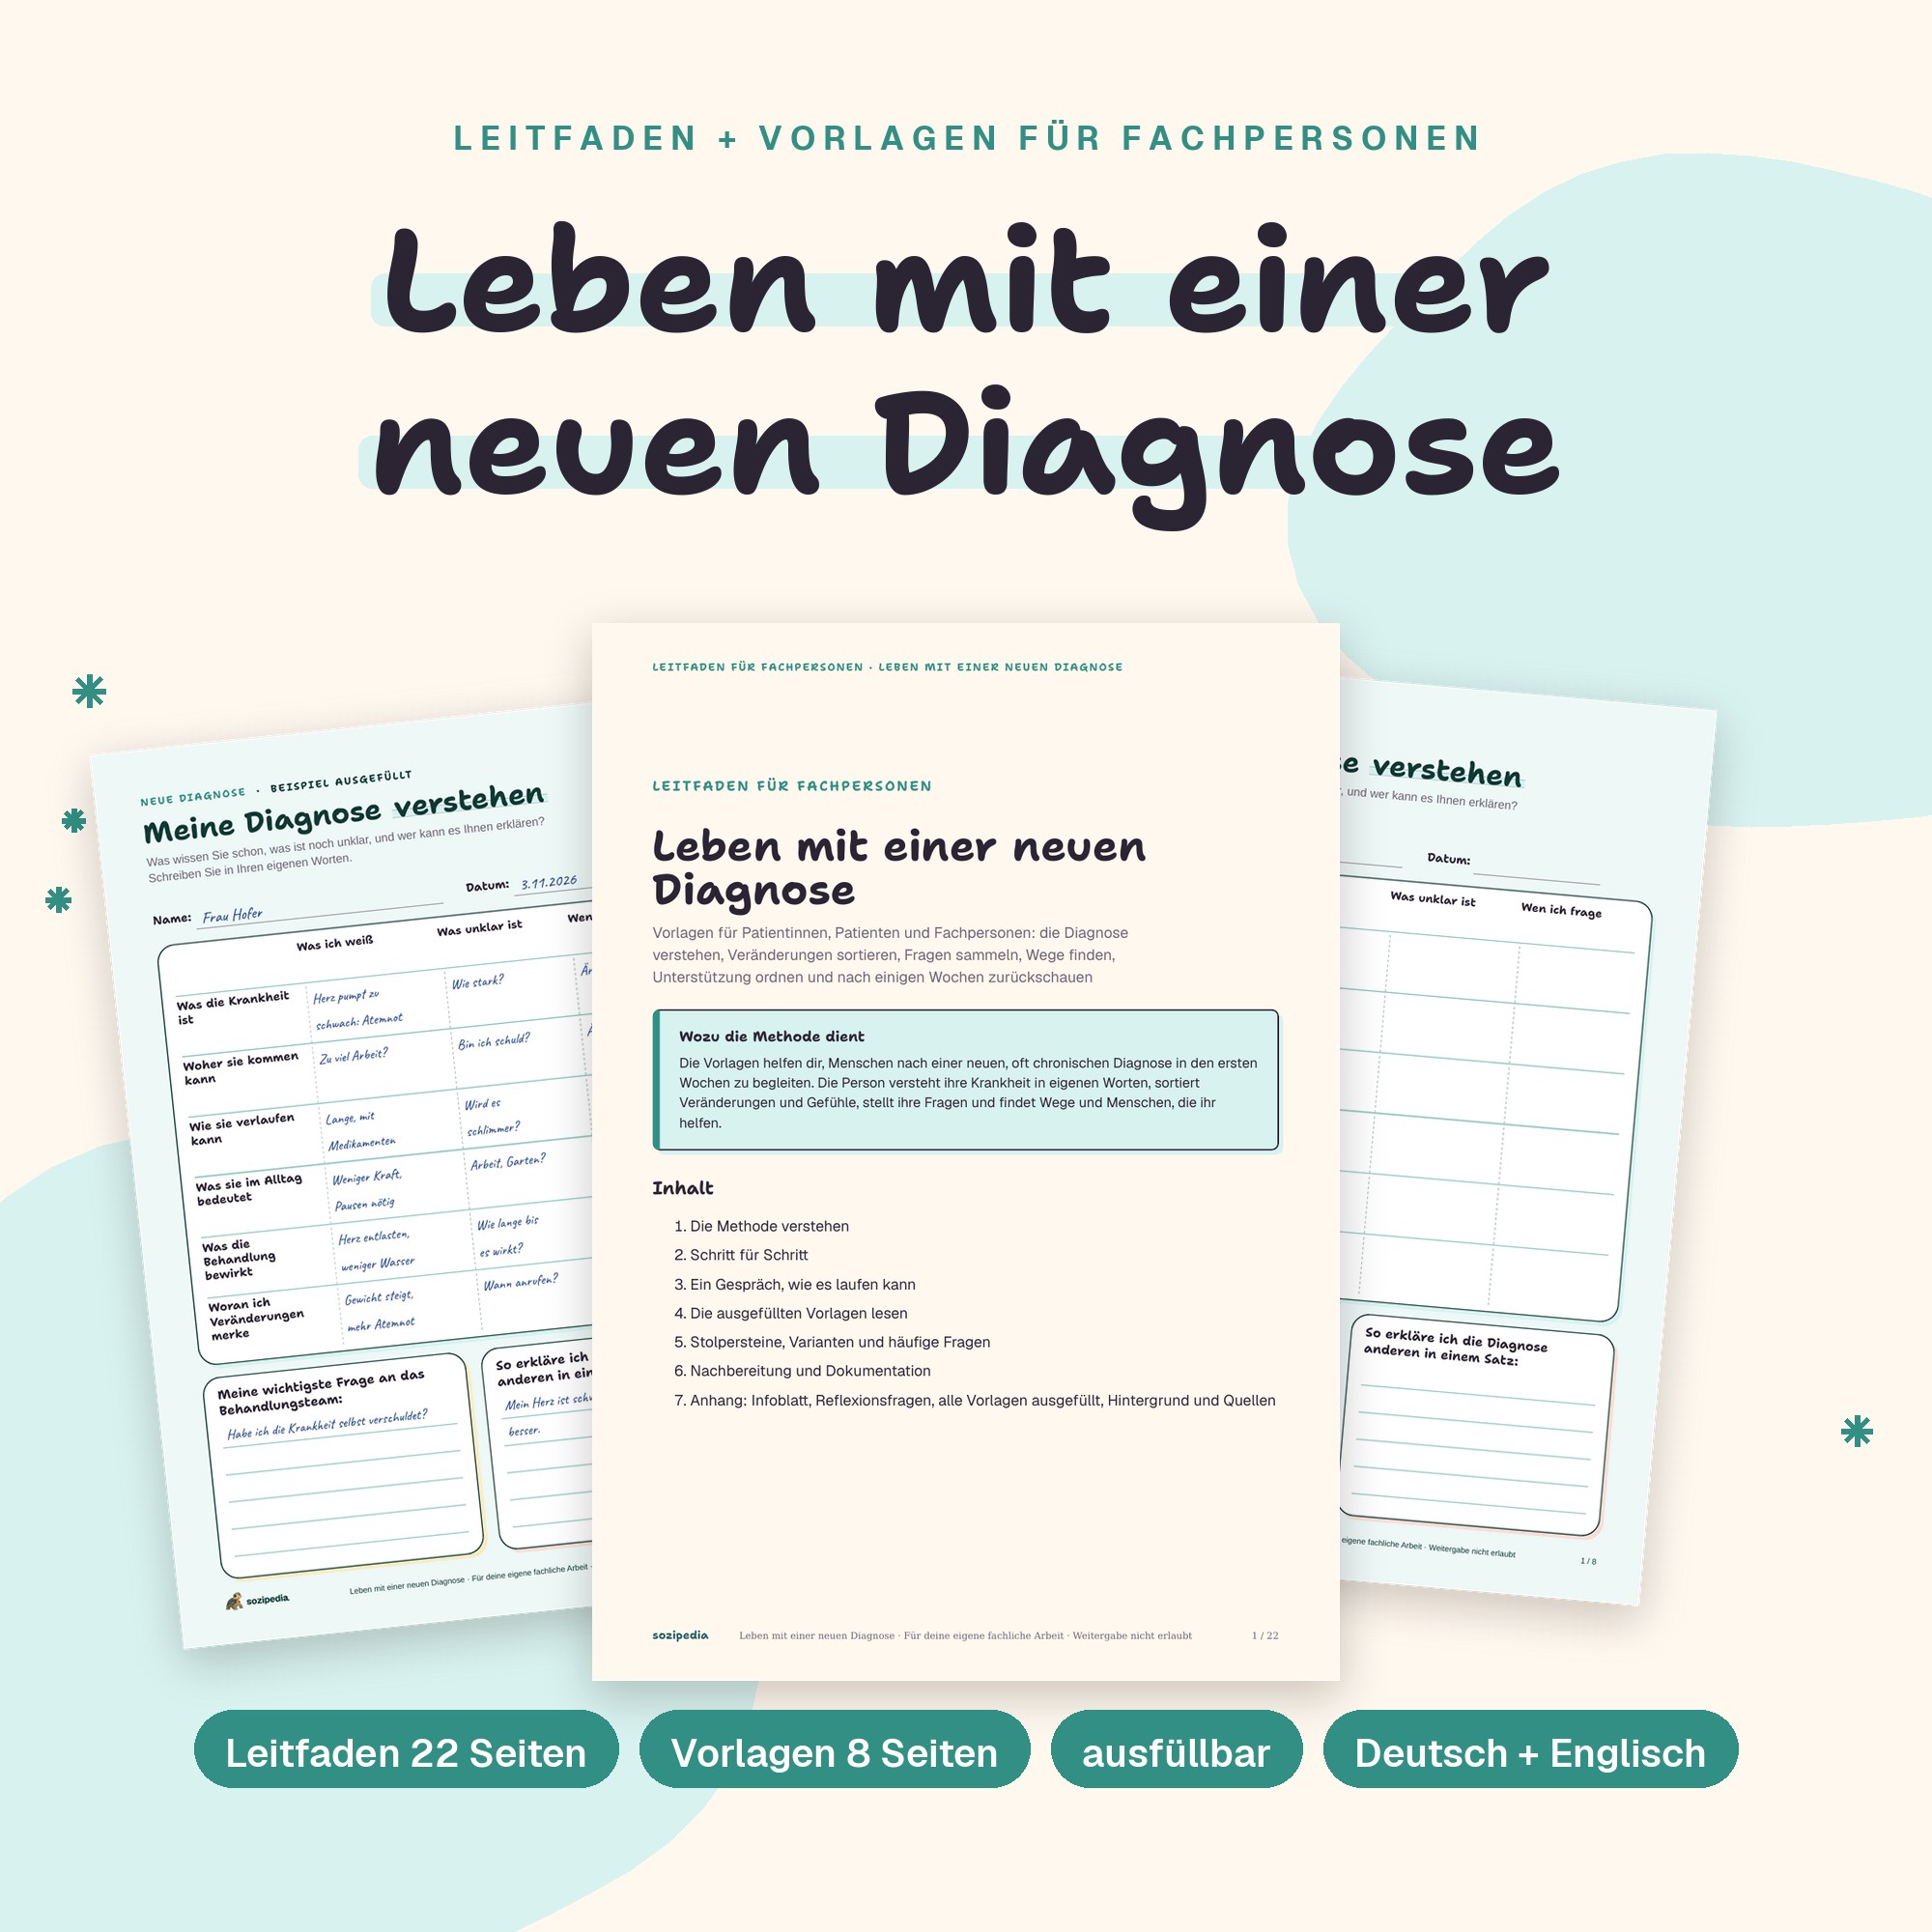 LEITFADEN + VORLAGEN FÜR FACHPERSONEN
Leben mit einer
neuen Diagnose
NEUE DIAGNOSE · BEISPIEL AUSGEFÜLLT
Meine Diagnose verstehen
Was wissen Sie schon, was ist noch unklar, und wer kann es Ihnen erklären?
Schreiben Sie in Ihren eigenen Worten.
Name: Frau Hofer
Datum: 3.11.2026
Was ich weiß
Was unklar ist
Was die Krankheit
ist
Herz pumpt zu
schwach: Atemnot
Wie stark?
Woher sie kommen
kann
Zu viel Arbeit?
Bin ich schuld?
Wie sie verlaufen
kann
Lange, mit
Medikamenten
Wird es
schlimmer?
Was sie im Alltag
bedeutet
Weniger Kraft,
Pausen nötig
Arbeit, Garten?
Was die
Behandlung
bewirkt
Herz entlasten,
weniger Wasser
Wie lange bis
es wirkt?
Woran ich
Veränderungen
merke
Gewicht steigt,
mehr Atemnot
Wann anrufen?
Meine wichtigste Frage an das
Behandlungsteam:
Habe ich die Krankheit selbst verschuldet?
So erkläre ich
anderen in
Mein Herz ist
besser.
sozipedia
Leben mit einer neuen Diagnose · Für deine eigene fachliche Arbeit
LEITFADEN FÜR FACHPERSONEN · LEBEN MIT EINER NEUEN DIAGNOSE
LEITFADEN FÜR FACHPERSONEN
Leben mit einer neuen
Diagnose
Vorlagen für Patientinnen, Patienten und Fachpersonen: die Diagnose
verstehen, Veränderungen sortieren, Fragen sammeln, Wege finden,
Unterstützung ordnen und nach einigen Wochen zurückschauen
Wozu die Methode dient
Die Vorlagen helfen dir, Menschen nach einer neuen, oft chronischen Diagnose in den ersten
Wochen zu begleiten. Die Person versteht ihre Krankheit in eigenen Worten, sortiert
Veränderungen und Gefühle, stellt ihre Fragen und findet Wege und Menschen, die ihr
helfen.
Inhalt
1. Die Methode verstehen
2. Schritt für Schritt
3. Ein Gespräch, wie es laufen kann
4. Die ausgefüllten Vorlagen lesen
5. Stolpersteine, Varianten und häufige Fragen
6. Nachbereitung und Dokumentation
7. Anhang: Infoblatt, Reflexionsfragen, alle Vorlagen ausgefüllt, Hintergrund und Quellen
sozipedia
Leben mit einer neuen Diagnose · Für deine eigene fachliche Arbeit · Weitergabe nicht erlaubt
1 / 22
verstehen
und wer kann es Ihnen erklären?
Datum:
Was unklar ist
Wen ich frage
So erkläre ich die Diagnose
anderen in einem Satz:
eigene fachliche Arbeit · Weitergabe nicht erlaubt
1 / 8
Leitfaden 22 Seiten
Vorlagen 8 Seiten
ausfüllbar
Deutsch + Englisch